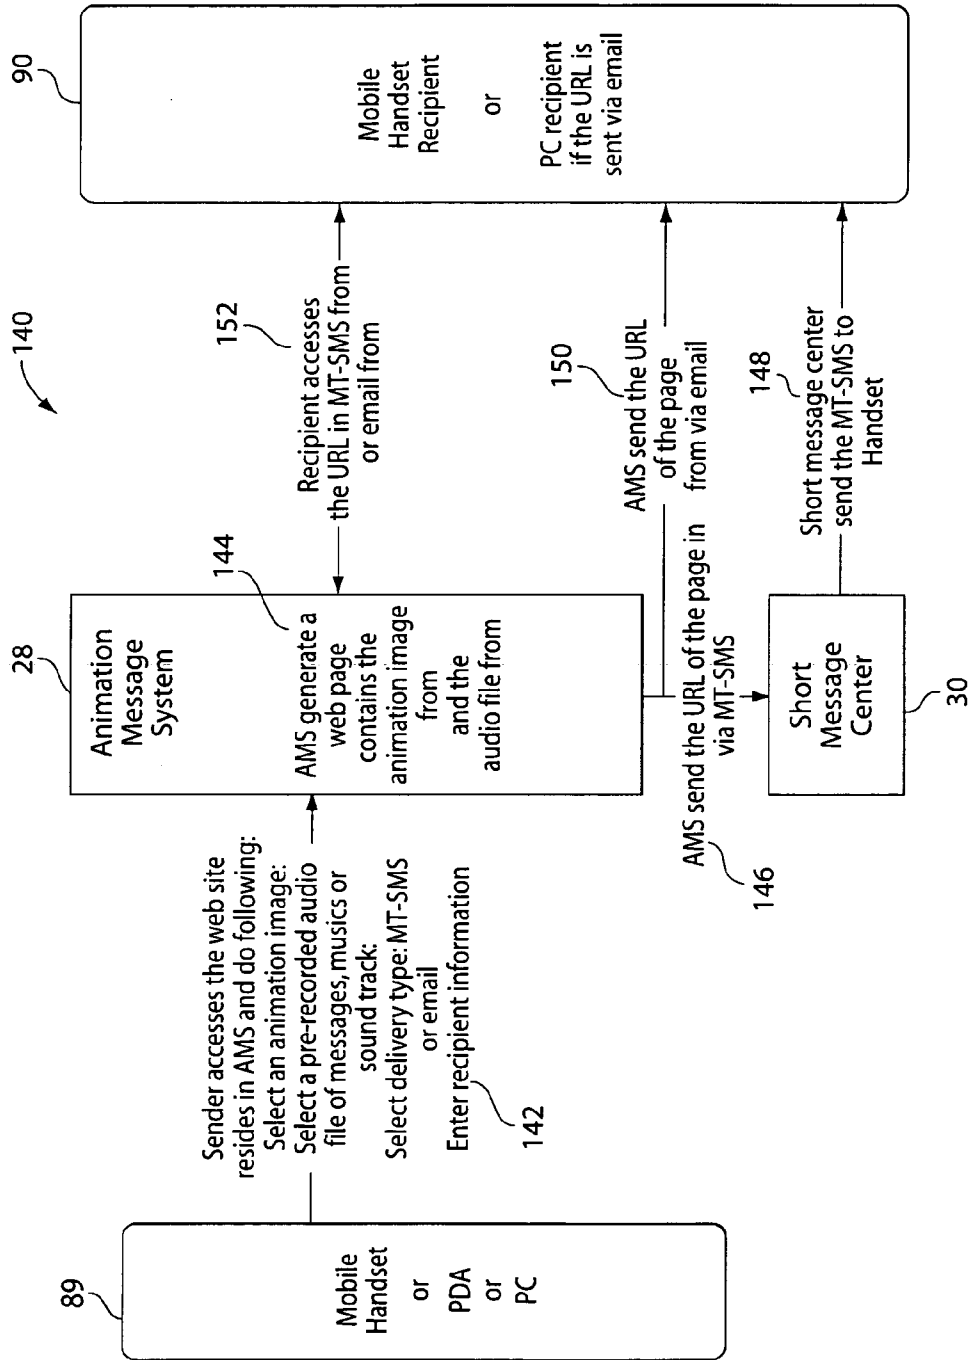 140
89
Mobile
Handset
or
PDA
or
PC
Sender accesses the web site
resides in AMS and do following:
Select an animation image:
Select a pre-recorded audio
file of messages, musics or
sound track:
Select delivery type: MT-SMS
or email
Enter recipient information
142
28
Animation
Message
System
144
AMS generate a
web page
contains the
animation image
from
and the
audio file from
152
Recipient accesses
the URL in MT-SMS from
or email from
150
AMS send the URL
of the page
from via email
AMS send the URL of the page in
via MT-SMS
146
Short
Message
Center
30
Short message center
148
send the MT-SMS to
Handset
90
Mobile
Handset
Recipient
or
PC recipient
if the URL is
sent via email